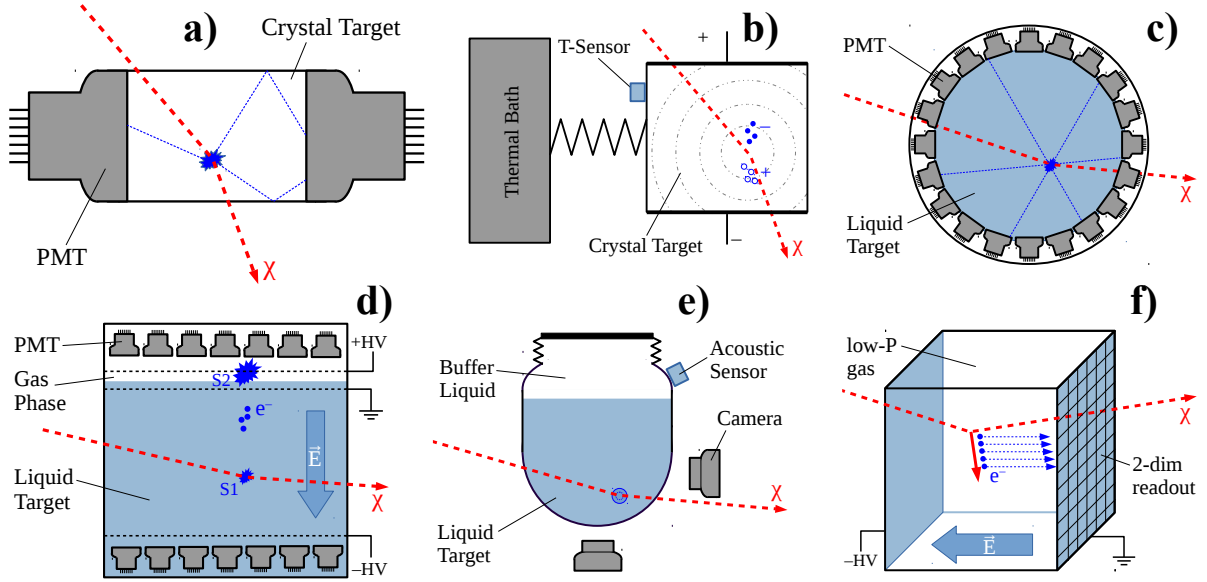 a)
Crystal Target
PMT
χ
b)
T-Sensor
+
Thermal Bath
−
+
Crystal Target
−
χ
c)
PMT
Liquid
Target
χ
d)
PMT
+HV
Gas
Phase
S2
e⁻
E⃗
Liquid
Target
S1
χ
−HV
e)
Buffer
Liquid
Acoustic
Sensor
Camera
Liquid
Target
χ
f)
low-P
gas
χ
e⁻
2-dim
readout
−HV
E⃗